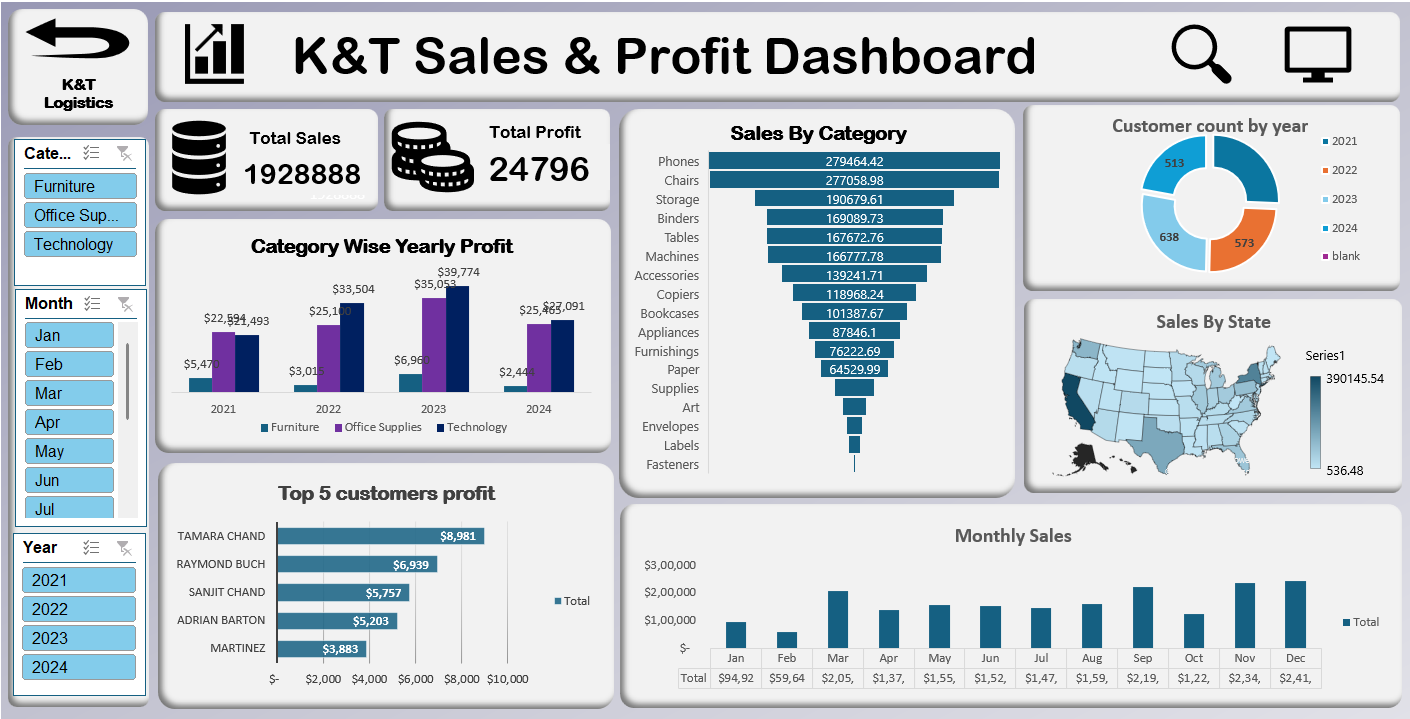 K&T
Logistics
K&T Sales & Profit Dashboard
Cate...
Furniture
Office Sup...
Technology
Month
Jan
Feb
Mar
Apr
May
Jun
Jul
Year
2021
2022
2023
2024
Total Sales
1928888
Total Profit
24796
Category Wise Yearly Profit
$5,470
$22,594
$21,493
$3,015
$25,100
$33,504
$6,960
$35,053
$39,774
$2,444
$25,465
$27,091
2021 2022 2023 2024
Furniture Office Supplies Technology
Top 5 customers profit
TAMARA CHAND $8,981
RAYMOND BUCH $6,939
SANJIT CHAND $5,757
ADRIAN BARTON $5,203
MARTINEZ $3,883
$- $2,000 $4,000 $6,000 $8,000 $10,000
Total
Sales By Category
Phones 279464.42
Chairs 277058.98
Storage 190679.61
Binders 169089.73
Tables 167672.76
Machines 166777.78
Accessories 139241.71
Copiers 118968.24
Bookcases 101387.67
Appliances 87846.1
Furnishings 76222.69
Paper 64529.99
Supplies
Art
Envelopes
Labels
Fasteners
Customer count by year
513
638
573
2021
2022
2023
2024
blank
Sales By State
Series1
390145.54
536.48
Monthly Sales
$3,00,000
$2,00,000
$1,00,000
$-
Jan Feb Mar Apr May Jun Jul Aug Sep Oct Nov Dec
Total $94,92 $59,64 $2,05, $1,37, $1,55, $1,52, $1,47, $1,59, $2,19, $1,22, $2,34, $2,41,
Total